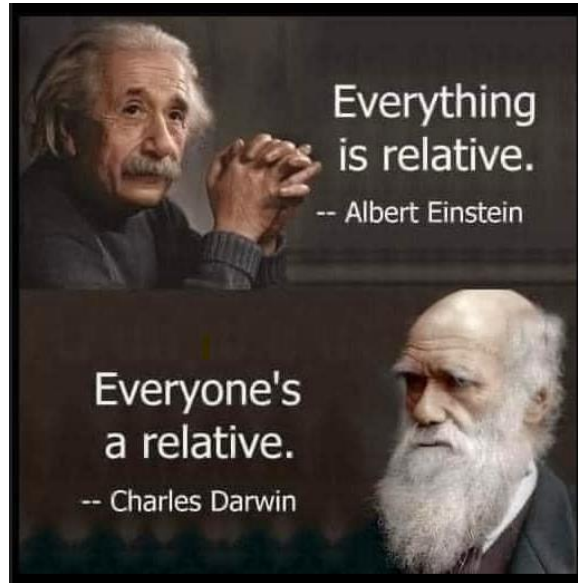 Everything
is relative.
-- Albert Einstein
Everyone's
a relative.
-- Charles Darwin